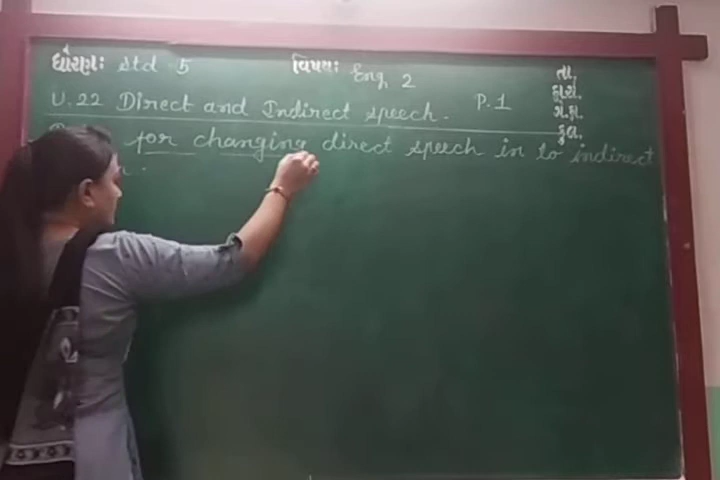 ધોરણઃ Std 5 વિષયઃ Eng 2
તા.
હાજ.
ગ.હા.
કુલ.
U.22 Direct and Indirect speech. P.1
for changing direct speech in to indirect